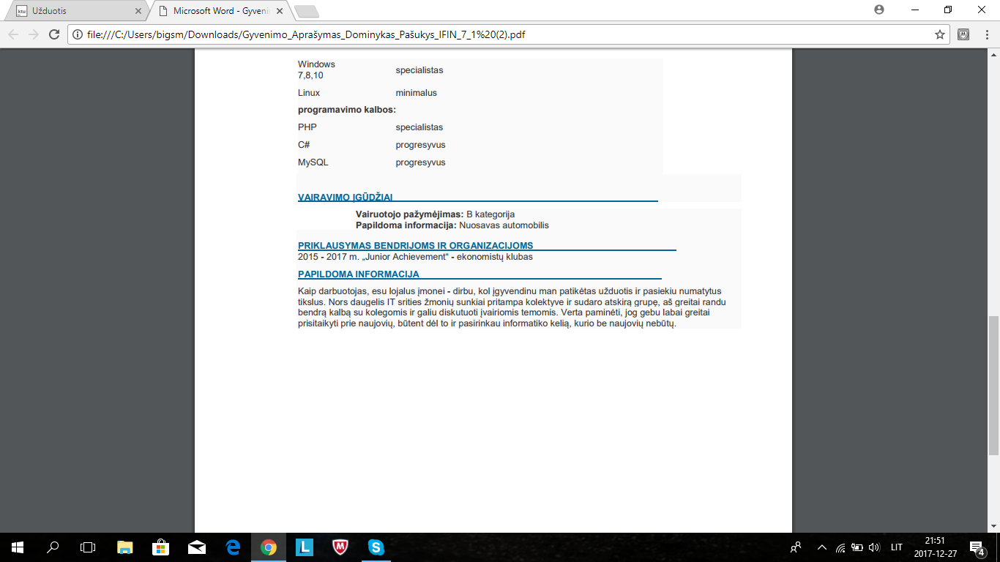 ktu
Užduotis
Microsoft Word - Gyveni
file:///C:/Users/bigsm/Downloads/Gyvenimo_Aprašymas_Dominykas_Pašukys_IFIN_7_1%20(2).pdf
Windows
7,8,10
specialistas
Linux minimalus
programavimo kalbos:
PHP specialistas
C# progresyvus
MySQL progresyvus
VAIRAVIMO ĮGŪDŽIAI
Vairuotojo pažymėjimas: B kategorija
Papildoma informacija: Nuosavas automobilis
PRIKLAUSYMAS BENDRIJOMS IR ORGANIZACIJOMS
2015 - 2017 m. „Junior Achievement“ - ekonomistų klubas
PAPILDOMA INFORMACIJA
Kaip darbuotojas, esu lojalus įmonei - dirbu, kol įgyvendinu man patikėtas užduotis ir pasiekiu numatytus
tikslus. Nors daugelis IT srities žmonių sunkiai pritampa kolektyve ir sudaro atskirą grupę, aš greitai randu
bendrą kalbą su kolegomis ir galiu diskutuoti įvairiomis temomis. Verta paminėti, jog gebu labai greitai
prisitaikyti prie naujovių, būtent dėl to ir pasirinkau informatiko kelią, kurio be naujovių nebūtų.
LIT
21:51
2017-12-27
4